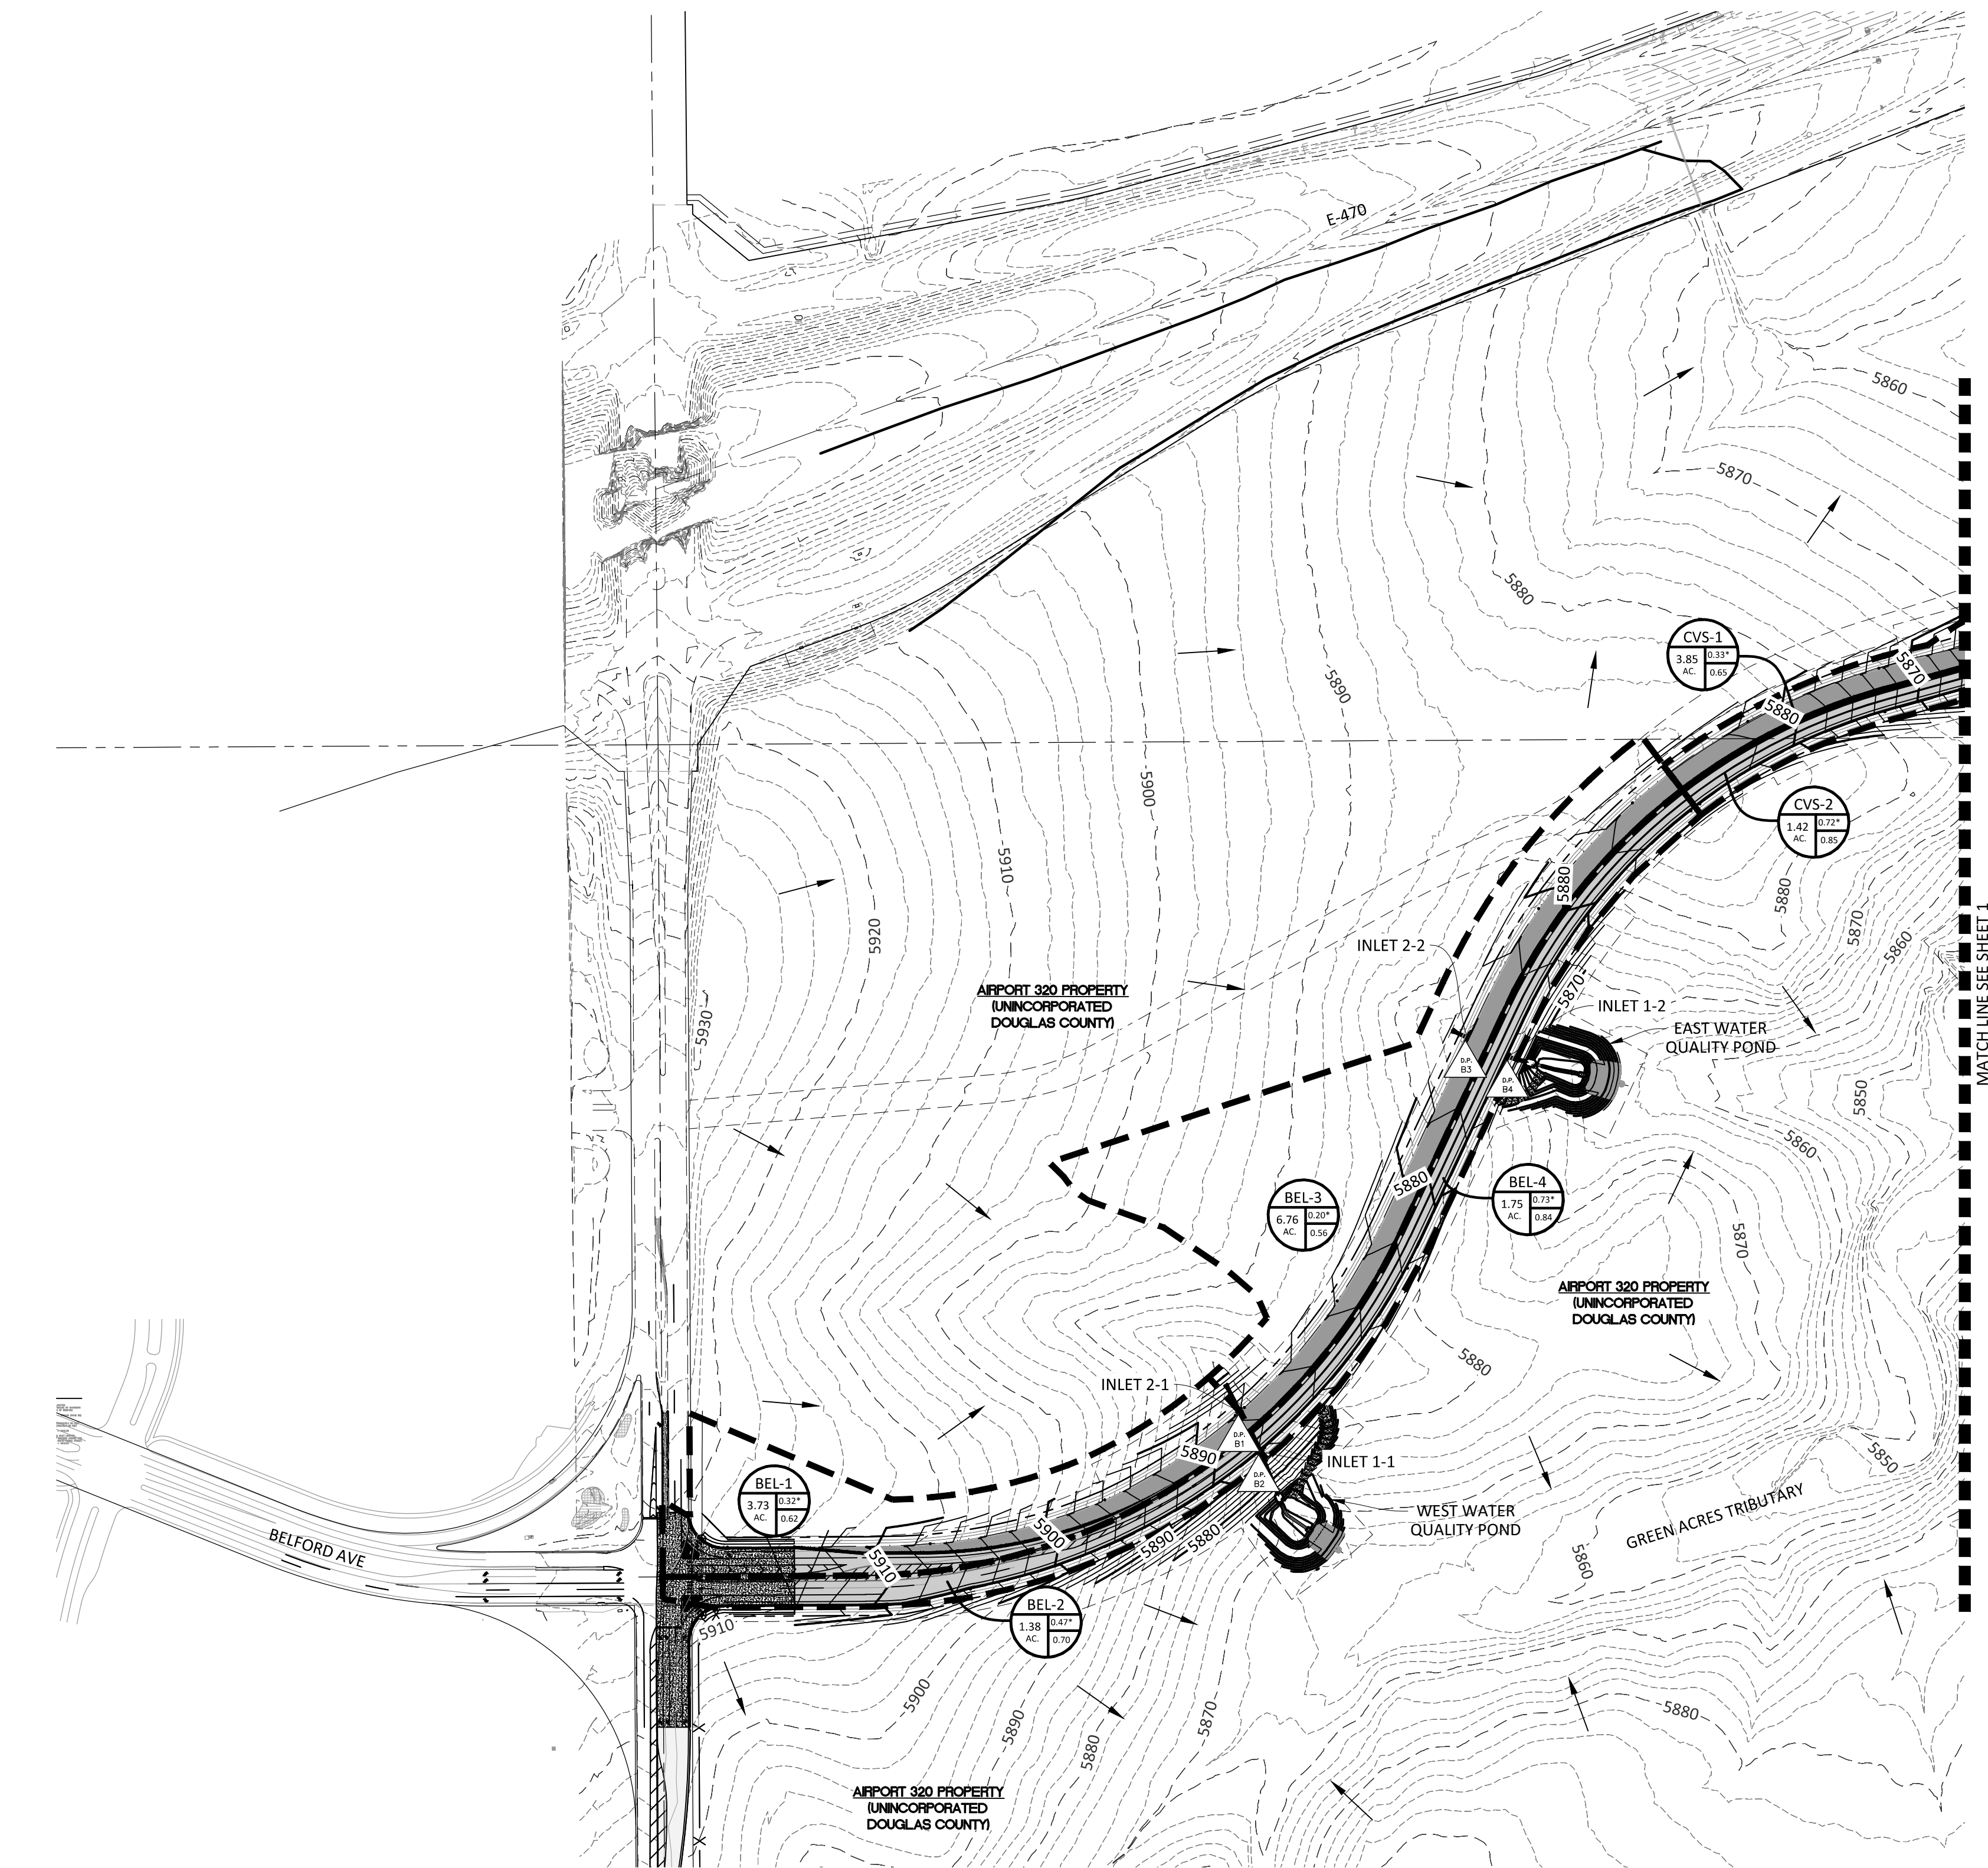 E-470
5860
5870
5880
CVS-1
3.85
AC.
0.33*
0.65
5870
5890
5880
5900
CVS-2
1.42
AC.
0.72*
0.85
5910
5880
5880
5870
5860
5920
MATCH LINE SEE SHEET 1
INLET 2-2
AIRPORT 320 PROPERTY
(UNINCORPORATED
DOUGLAS COUNTY)
5870
INLET 1-2
5930
EAST WATER
QUALITY POND
D.P.
B3
D.P.
B4
5850
5860
5880
BEL-3
6.76
AC.
0.20*
0.56
BEL-4
1.75
AC.
0.73*
0.84
5870
AIRPORT 320 PROPERTY
(UNINCORPORATED
DOUGLAS COUNTY)
5880
INLET 2-1
D.P.
B1
5890
5850
INLET 1-1
D.P.
B2
BEL-1
3.73
AC.
0.32*
0.62
WEST WATER
QUALITY POND
GREEN ACRES TRIBUTARY
BELFORD AVE
5900
5890
5880
5910
5860
BEL-2
1.38
AC.
0.47*
0.70
5910
5900
5890
5880
5870
5880
AIRPORT 320 PROPERTY
(UNINCORPORATED
DOUGLAS COUNTY)